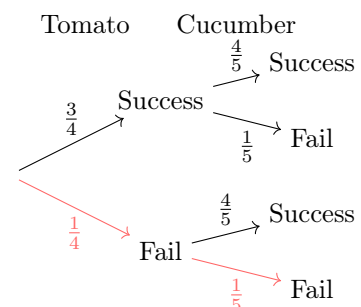 Tomato Cucumber
4/5 Success
3/4 Success
1/5 Fail
4/5 Success
1/4 Fail
1/5 Fail